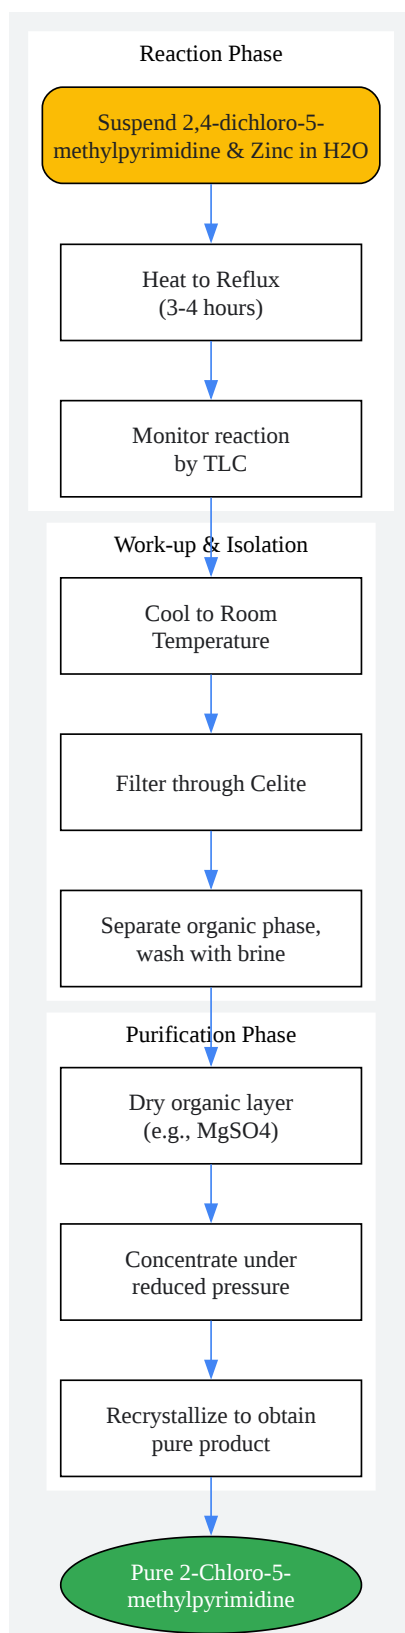 Reaction Phase
Suspend 2,4-dichloro-5-
methylpyrimidine & Zinc in H2O
Heat to Reflux
(3-4 hours)
Monitor reaction
by TLC
Work-up & Isolation
Cool to Room
Temperature
Filter through Celite
Separate organic phase,
wash with brine
Purification Phase
Dry organic layer
(e.g., MgSO4)
Concentrate under
reduced pressure
Recrystallize to obtain
pure product
Pure 2-Chloro-5-
methylpyrimidine